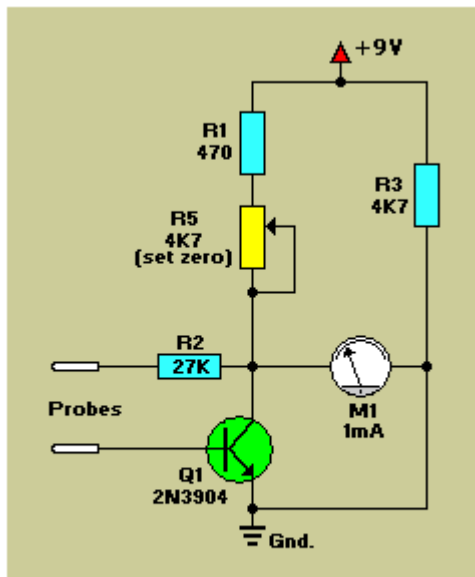 +9V
R1
470
R3
4K7
R5
4K7
(set zero)
R2
27K
Probes
M1
1mA
Q1
2N3904
Gnd.